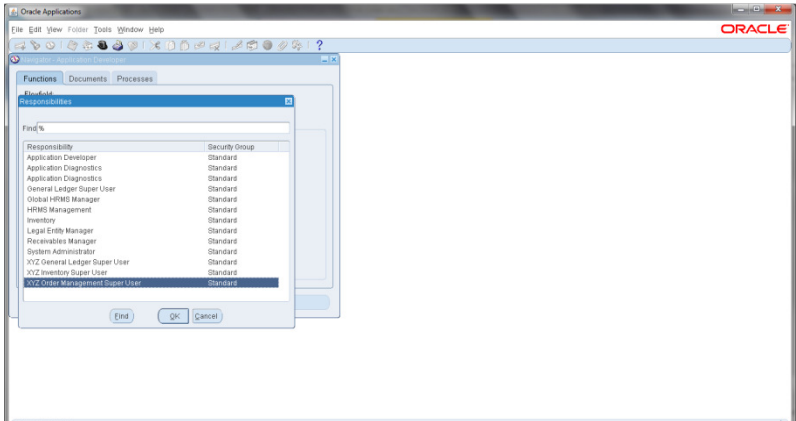 Oracle Applications
File Edit View Folder Tools Window Help
ORACLE
?
Navigator - Application Developer
Functions Documents Processes
Flexfield:
Responsibilities
Find %
Responsibility Security Group
Application Developer Standard
Application Diagnostics Standard
Application Diagnostics Standard
General Ledger Super User Standard
Global HRMS Manager Standard
HRMS Management Standard
Inventory Standard
Legal Entity Manager Standard
Receivables Manager Standard
System Administrator Standard
XYZ General Ledger Super User Standard
XYZ Inventory Super User Standard
XYZ Order Management Super User Standard
Find OK Cancel